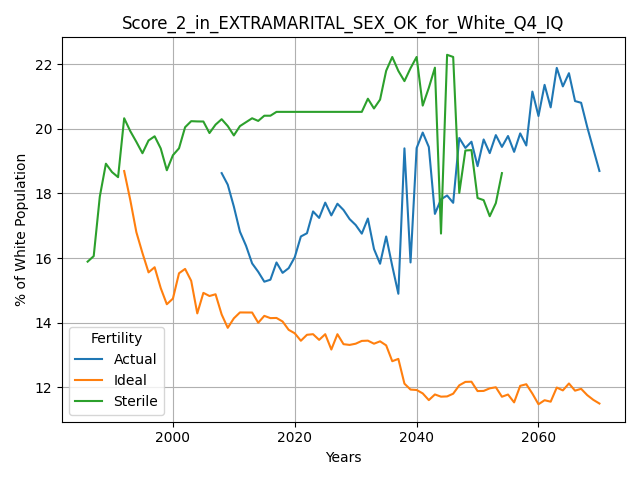 Score_2_in_EXTRAMARITAL_SEX_OK_for_White_Q4_IQ
% of White Population
22
20
18
16
14
12
Fertility
Actual
Ideal
Sterile
2000
2020
2040
2060
Years